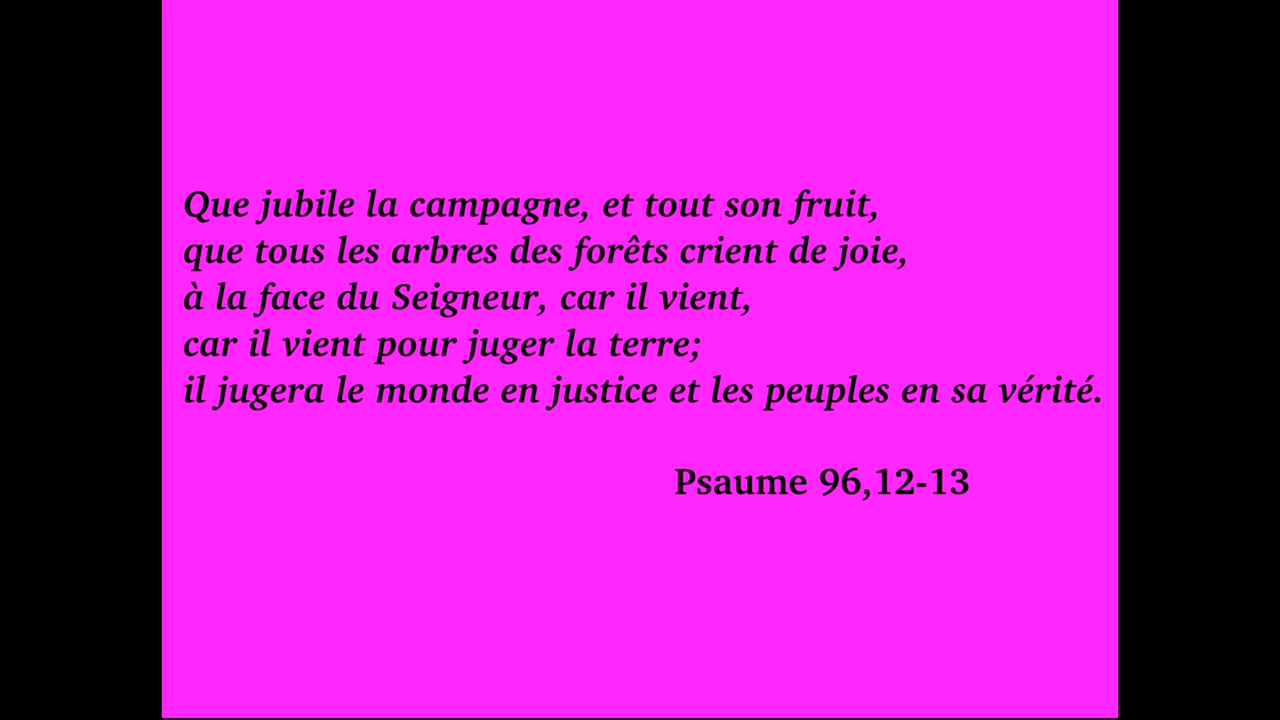 Que jubile la campagne, et tout son fruit,
que tous les arbres des forêts crient de joie,
à la face du Seigneur, car il vient,
car il vient pour juger la terre;
il jugera le monde en justice et les peuples en sa vérité.
Psaume 96,12-13